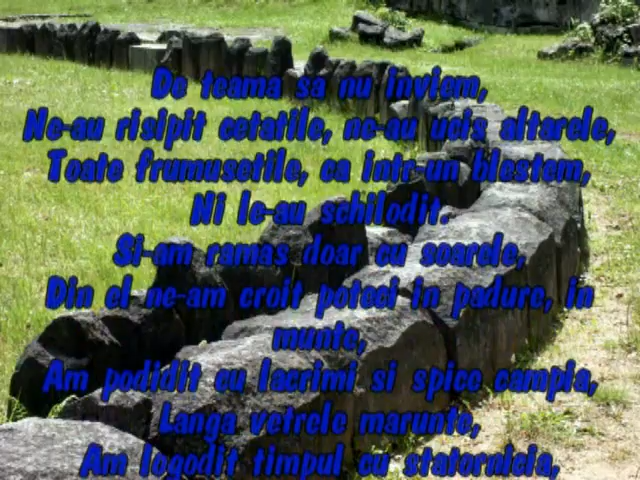 De teama sa nu inviem,
Ne-au risipit cetatile, ne-au ucis altarele,
Toate frumusetile, ca intr-un blestem,
Ni le-au schilodit.
Si-am ramas doar cu soarele,
Din el ne-am croit poteci in padure, in
munte,
Am podidit cu lacrimi si spice campia,
Langa vetrele marunte,
Am logodit timpul cu statornicia,